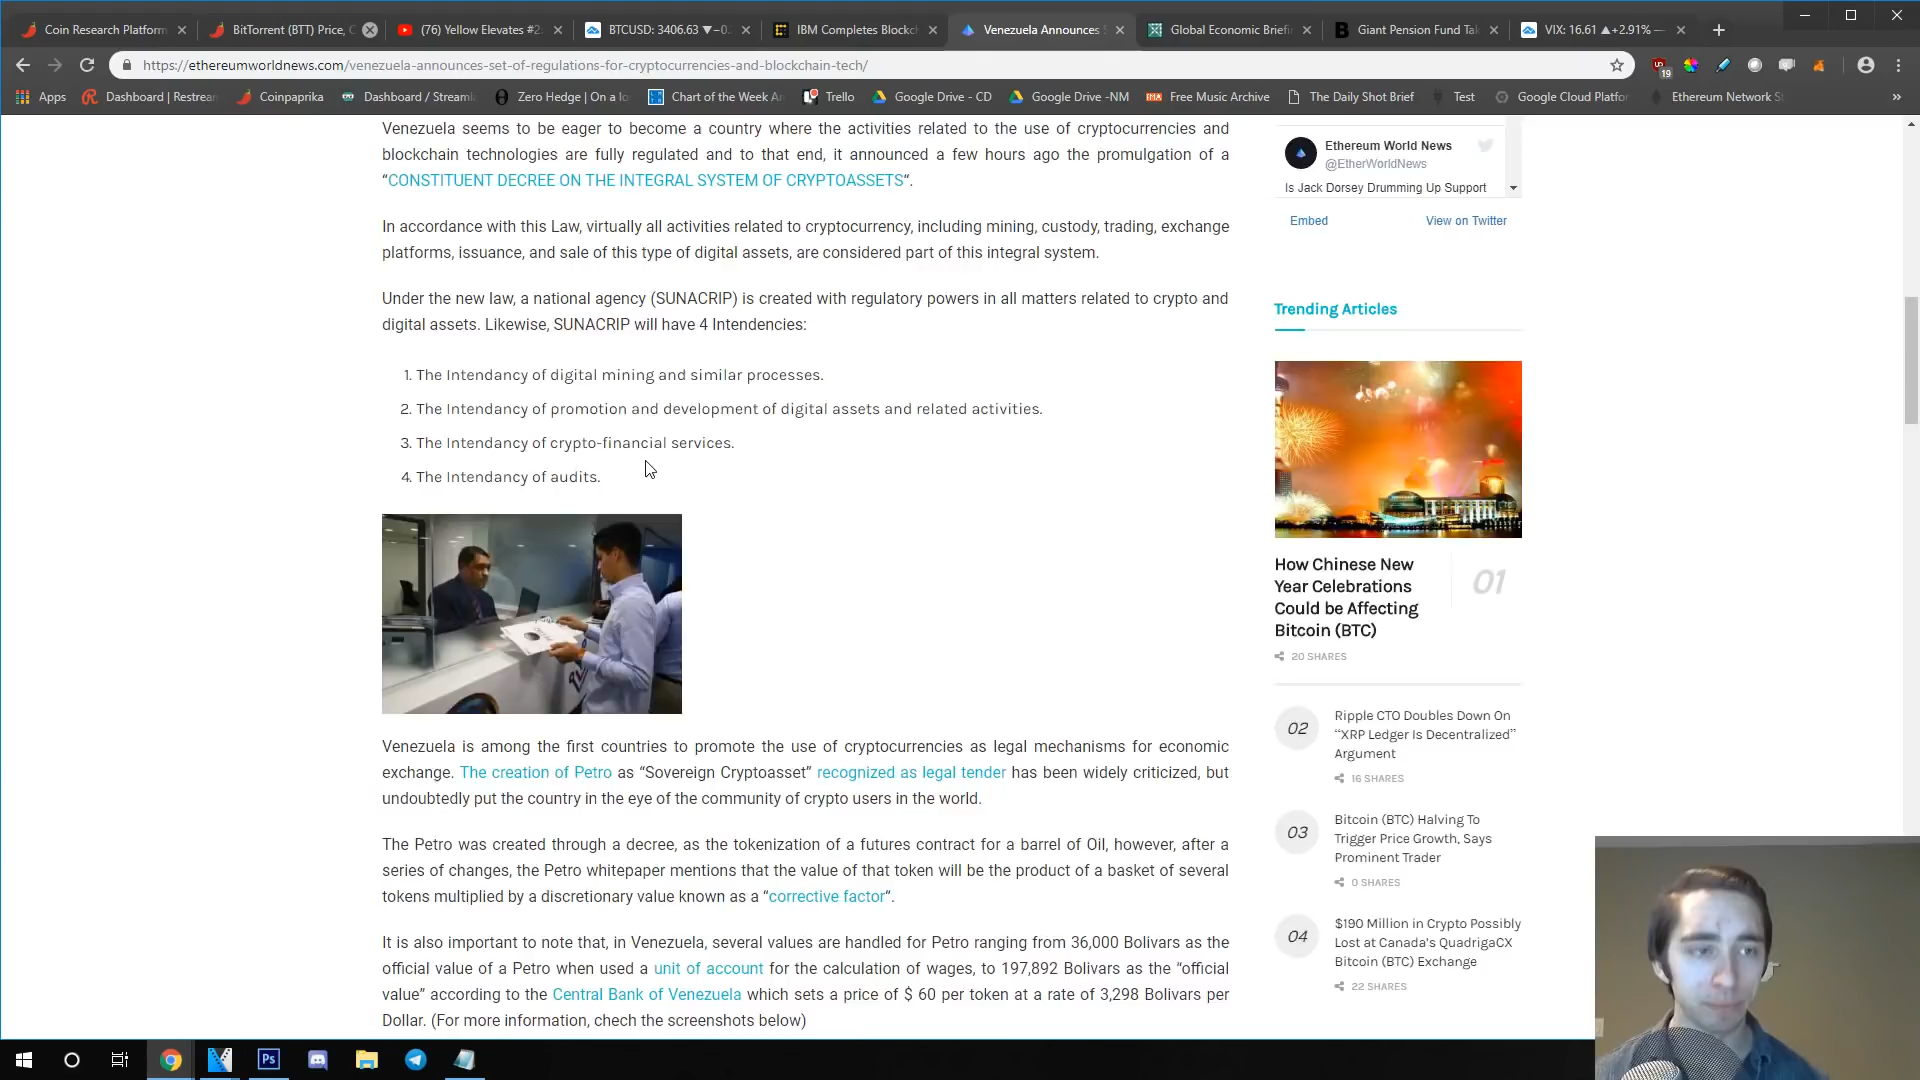 Coin Research Platform
BitTorrent (BTT) Price, C
(76) Yellow Elevates #2
BTCUSD: 3406.63 ▼−0.
IBM Completes Blockch
Venezuela Announces S
Global Economic Briefin
Giant Pension Fund Tak
VIX: 16.61 ▲+2.91% —
https://ethereumworldnews.com/venezuela-announces-set-of-regulations-for-cryptocurrencies-and-blockchain-tech/
19
Apps
Dashboard | Restrean
Coinpaprika
Dashboard / Streaml
Zero Hedge | On a lo
Chart of the Week Ar
Trello
Google Drive - CD
Google Drive -NM
Free Music Archive
The Daily Shot Brief
Test
Google Cloud Platfor
Ethereum Network St
»
Venezuela seems to be eager to become a country where the activities related to the use of cryptocurrencies and
blockchain technologies are fully regulated and to that end, it announced a few hours ago the promulgation of a
“CONSTITUENT DECREE ON THE INTEGRAL SYSTEM OF CRYPTOASSETS“.
In accordance with this Law, virtually all activities related to cryptocurrency, including mining, custody, trading, exchange
platforms, issuance, and sale of this type of digital assets, are considered part of this integral system.
Under the new law, a national agency (SUNACRIP) is created with regulatory powers in all matters related to crypto and
digital assets. Likewise, SUNACRIP will have 4 Intendencies:
1. The Intendancy of digital mining and similar processes.
2. The Intendancy of promotion and development of digital assets and related activities.
3. The Intendancy of crypto-financial services.
4. The Intendancy of audits.
Venezuela is among the first countries to promote the use of cryptocurrencies as legal mechanisms for economic
exchange. The creation of Petro as “Sovereign Cryptoasset” recognized as legal tender has been widely criticized, but
undoubtedly put the country in the eye of the community of crypto users in the world.
The Petro was created through a decree, as the tokenization of a futures contract for a barrel of Oil, however, after a
series of changes, the Petro whitepaper mentions that the value of that token will be the product of a basket of several
tokens multiplied by a discretionary value known as a “corrective factor“.
It is also important to note that, in Venezuela, several values are handled for Petro ranging from 36,000 Bolivars as the
official value of a Petro when used a unit of account for the calculation of wages, to 197,892 Bolivars as the “official
value” according to the Central Bank of Venezuela which sets a price of $ 60 per token at a rate of 3,298 Bolivars per
Dollar. (For more information, chech the screenshots below)
Ethereum World News
@EtherWorldNews
Is Jack Dorsey Drumming Up Support
Embed
View on Twitter
Trending Articles
How Chinese New
Year Celebrations
Could be Affecting
Bitcoin (BTC)
01
20 SHARES
02
Ripple CTO Doubles Down On
“XRP Ledger Is Decentralized”
Argument
16 SHARES
03
Bitcoin (BTC) Halving To
Trigger Price Growth, Says
Prominent Trader
0 SHARES
04
$190 Million in Crypto Possibly
Lost at Canada's QuadrigaCX
Bitcoin (BTC) Exchange
22 SHARES
Ps